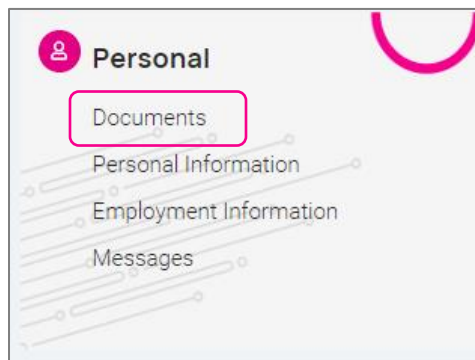 Personal
Documents
Personal Information
Employment Information
Messages